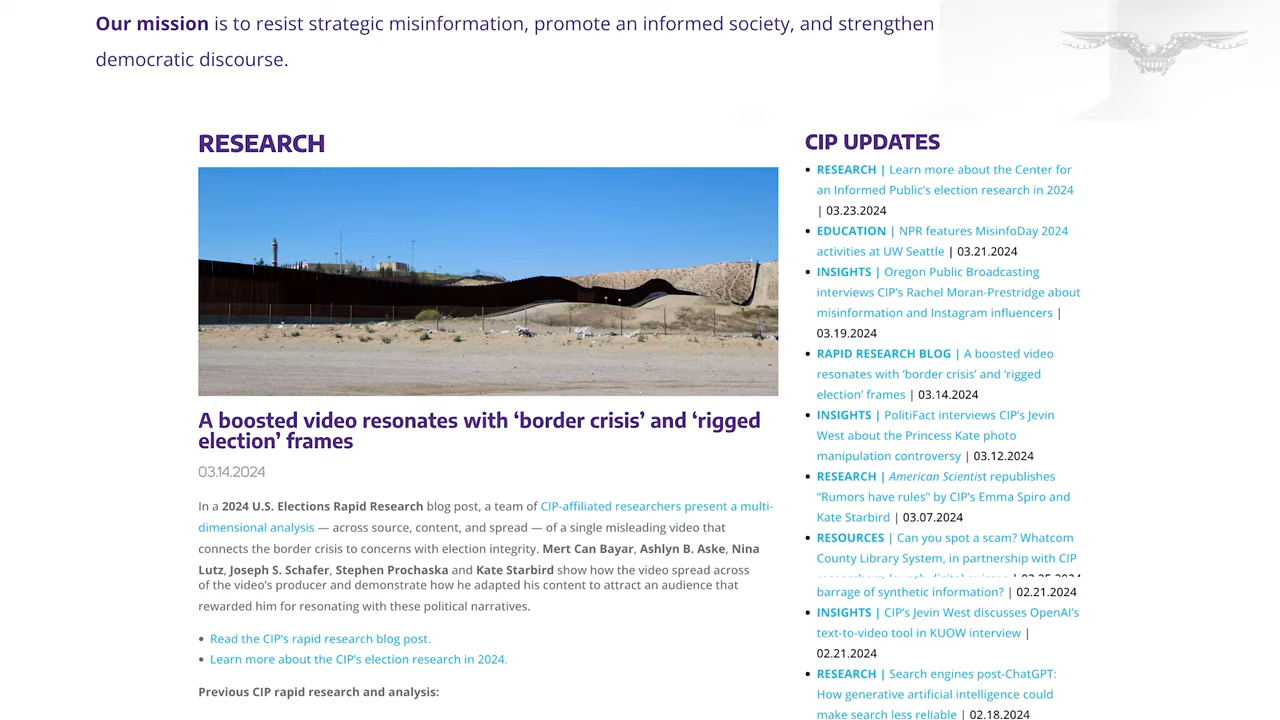 Our mission is to resist strategic misinformation, promote an informed society, and strengthen
democratic discourse.
RESEARCH
A boosted video resonates with ‘border crisis’ and ‘rigged
election’ frames
03.14.2024
In a 2024 U.S. Elections Rapid Research blog post, a team of CIP-affiliated researchers present a multi-
dimensional analysis — across source, content, and spread — of a single misleading video that
connects the border crisis to concerns with election integrity. Mert Can Bayar, Ashlyn B. Aske, Nina
Lutz, Joseph S. Schafer, Stephen Prochaska and Kate Starbird show how the video spread across
of the video’s producer and demonstrate how he adapted his content to attract an audience that
rewarded him for resonating with these political narratives.
• Read the CIP’s rapid research blog post.
• Learn more about the CIP’s election research in 2024.
Previous CIP rapid research and analysis:
CIP UPDATES
• RESEARCH | Learn more about the Center for
an Informed Public’s election research in 2024
| 03.23.2024
• EDUCATION | NPR features MisinfoDay 2024
activities at UW Seattle | 03.21.2024
• INSIGHTS | Oregon Public Broadcasting
interviews CIP’s Rachel Moran-Prestridge about
misinformation and Instagram influencers |
03.19.2024
• RAPID RESEARCH BLOG | A boosted video
resonates with ‘border crisis’ and ‘rigged
election’ frames | 03.14.2024
• INSIGHTS | PolitiFact interviews CIP’s Jevin
West about the Princess Kate photo
manipulation controversy | 03.12.2024
• RESEARCH | American Scientist republishes
“Rumors have rules” by CIP’s Emma Spiro and
Kate Starbird | 03.07.2024
• RESOURCES | Can you spot a scam? Whatcom
County Library System, in partnership with CIP
barrage of synthetic information? | 02.21.2024
• INSIGHTS | CIP’s Jevin West discusses OpenAI’s
text-to-video tool in KUOW interview |
02.21.2024
• RESEARCH | Search engines post-ChatGPT:
How generative artificial intelligence could
make search less reliable | 02.18.2024